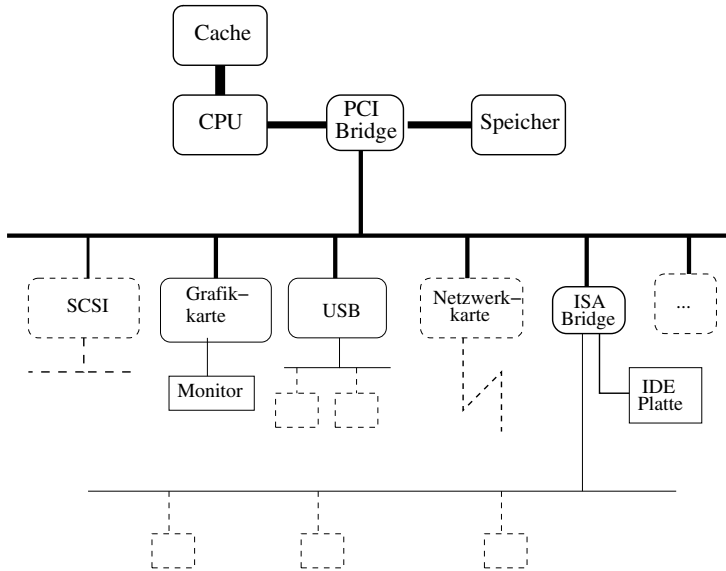 Cache
CPU
PCI
Bridge
Speicher
SCSI
Grafik–
karte
USB
Netzwerk–
karte
ISA
Bridge
...
Monitor
IDE
Platte